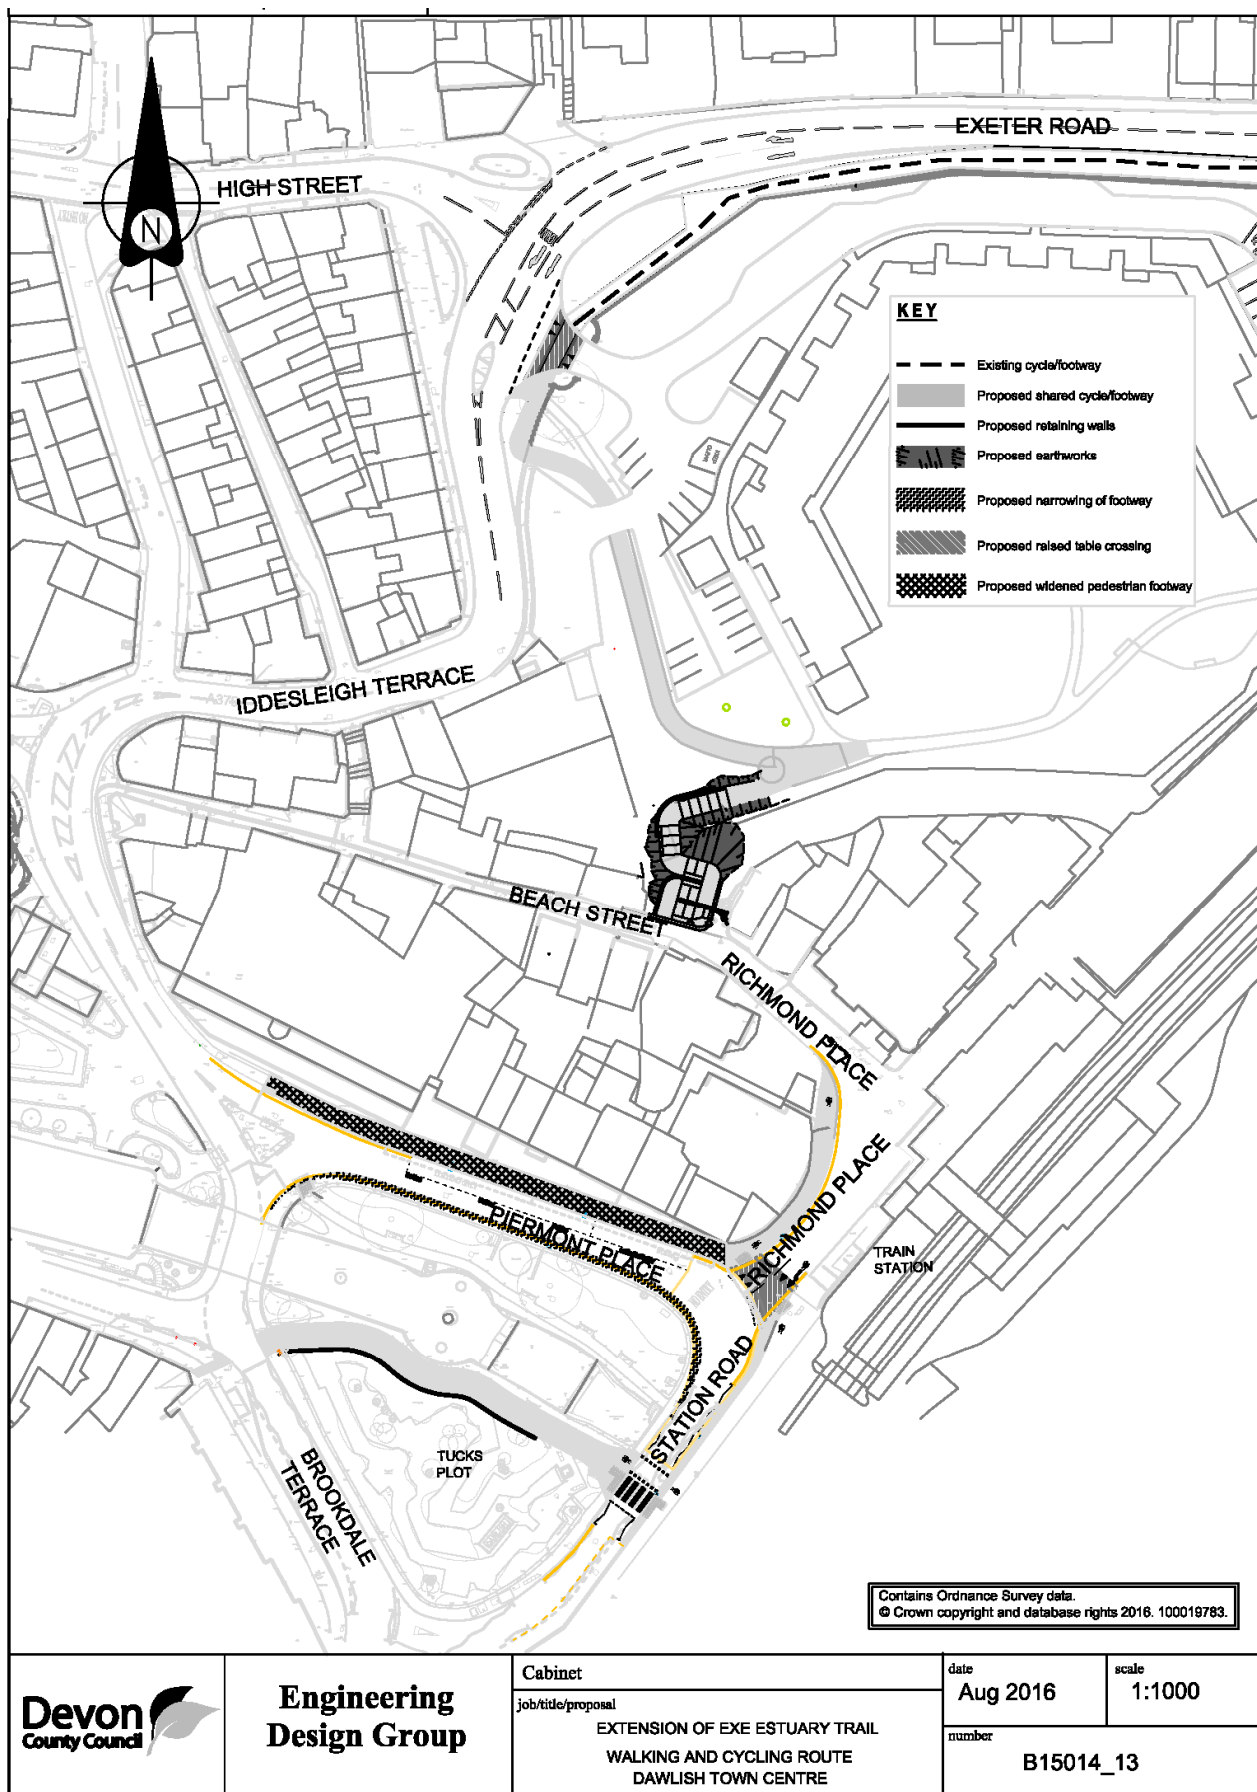 EXETER ROAD
HIGH STREET
N
NO ENTRY
KEY
Existing cycle/footway
Proposed shared cycle/footway
Proposed retaining walls
Proposed earthworks
Proposed narrowing of footway
Proposed raised table crossing
Proposed widened pedestrian footway
IDDESLEIGH TERRACE
BEACH STREET
RICHMOND PLACE
RICHMOND PLACE
PIERMONT PLACE
TRAIN
STATION
STATION ROAD
TUCKS
PLOT
BROOKDALE
TERRACE
Contains Ordnance Survey data.
© Crown copyright and database rights 2016. 100019783.
Devon
County Council
Engineering
Design Group
Cabinet
job/title/proposal
EXTENSION OF EXE ESTUARY TRAIL
WALKING AND CYCLING ROUTE
DAWLISH TOWN CENTRE
date
Aug 2016
scale
1:1000
number
B15014_13